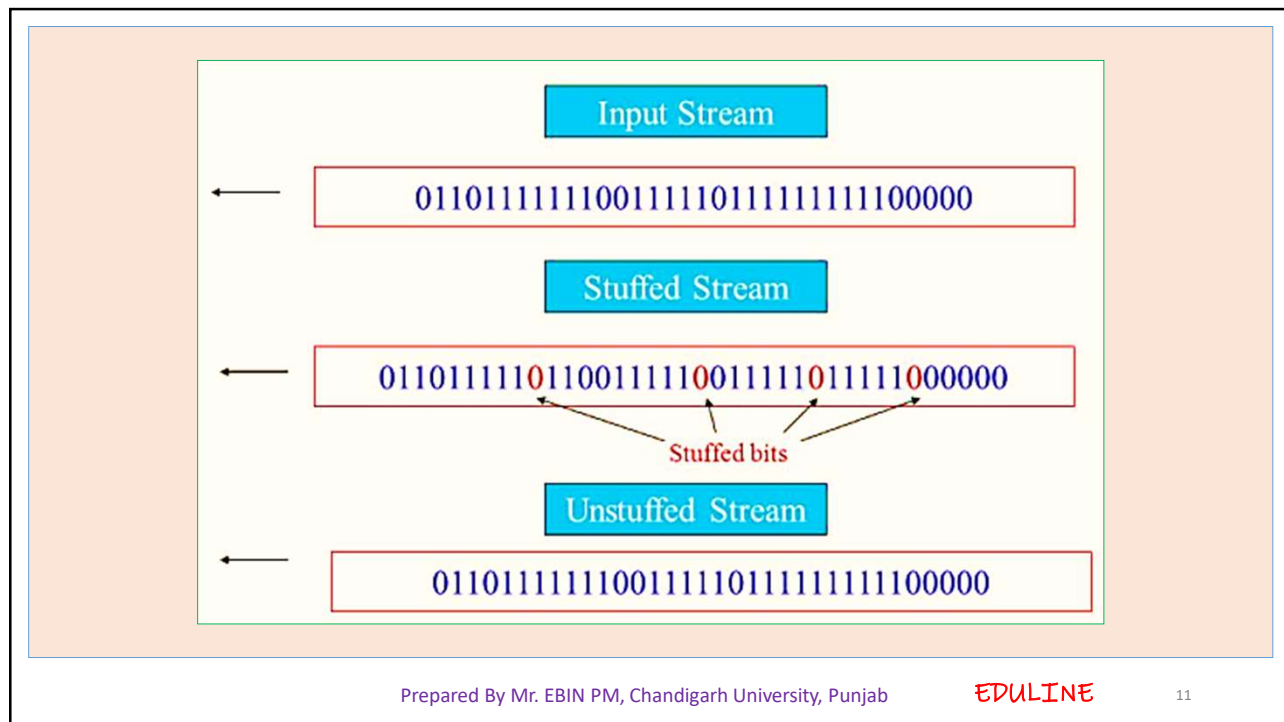 Input Stream
0110111111100111110111111111100000
Stuffed Stream
01101111101100111110011111011111000000
Stuffed bits
Unstuffed Stream
0110111111100111110111111111100000
Prepared By Mr. EBIN PM, Chandigarh University, Punjab EDULINE 11